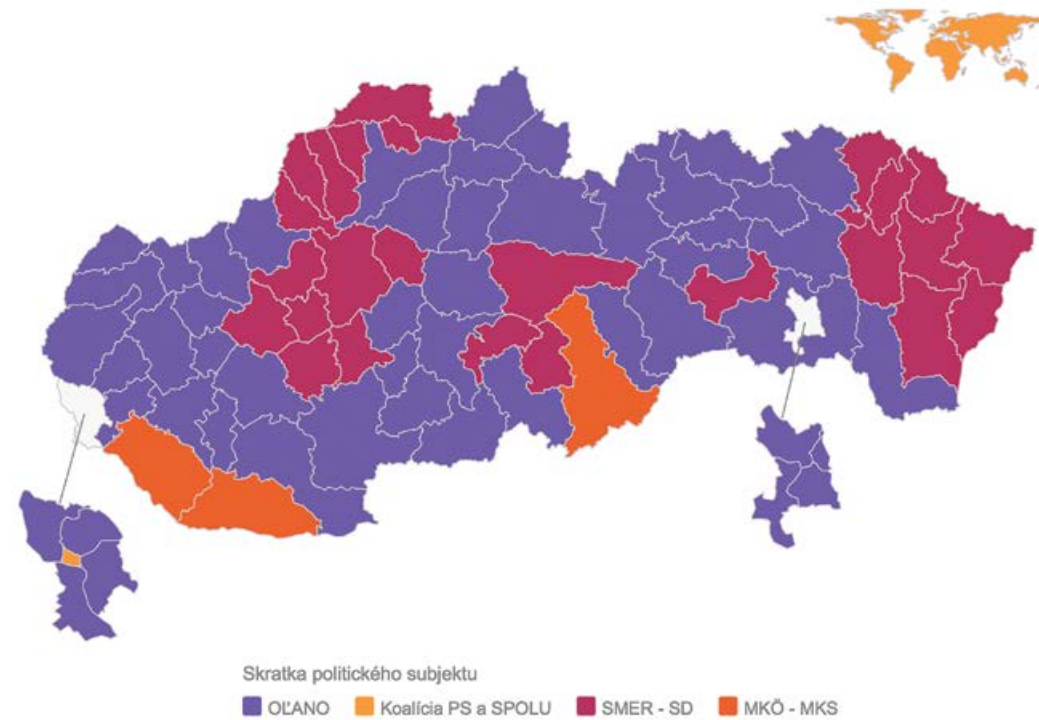 Skratka politického subjektu
OĽANO Koalícia PS a SPOLU SMER - SD MKÖ - MKS